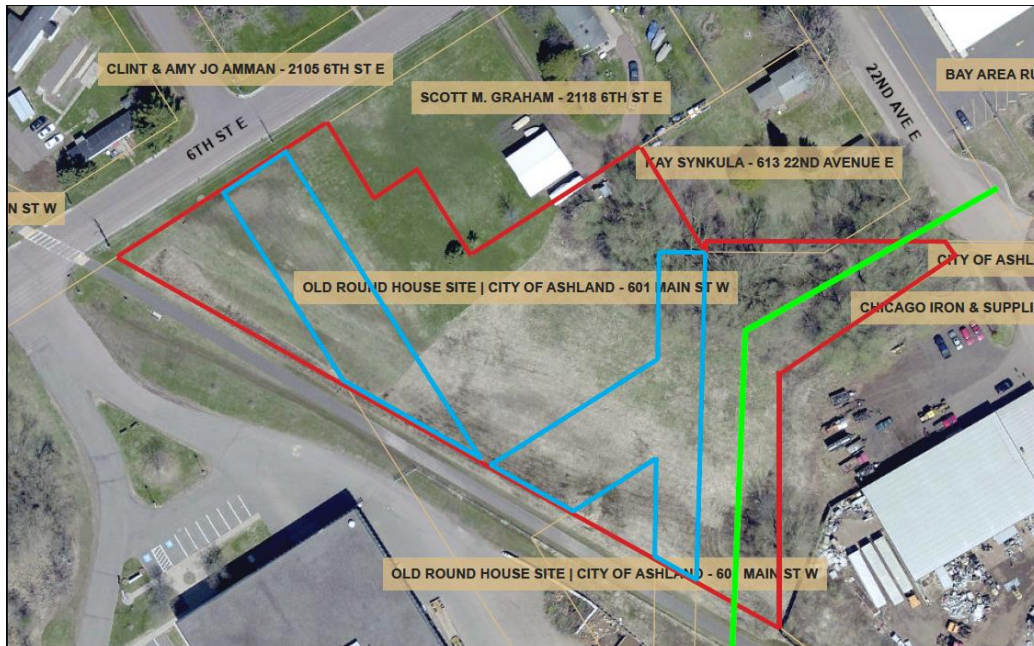 CLINT & AMY JO AMMAN - 2105 6TH ST E
22ND AVE E
BAY AREA RU
SCOTT M. GRAHAM - 2118 6TH ST E
6TH ST E
KAY SYNKULA - 613 22ND AVENUE E
N ST W
CITY OF ASHL
OLD ROUND HOUSE SITE | CITY OF ASHLAND - 601 MAIN ST W
CHICAGO IRON & SUPPLI
OLD ROUND HOUSE SITE | CITY OF ASHLAND - 60 MAIN ST W